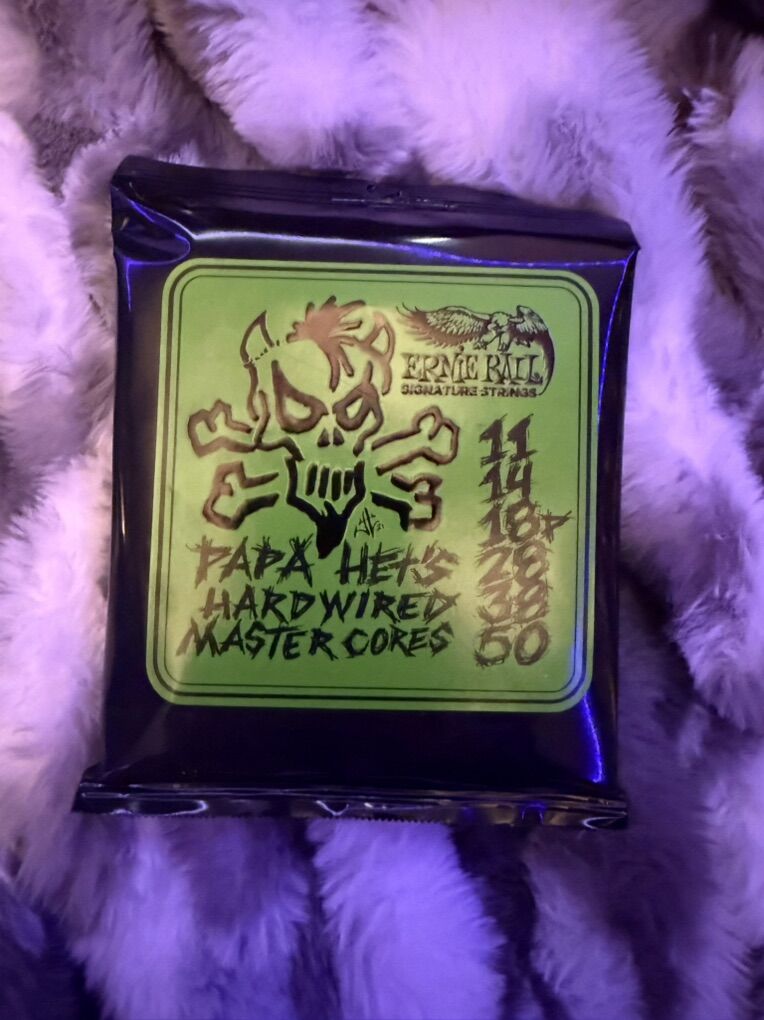 ERNIE BALL
SIGNATURE STRINGS
11
14
18P
28
38
50
PAPA HET'S
HARDWIRED
MASTER CORES